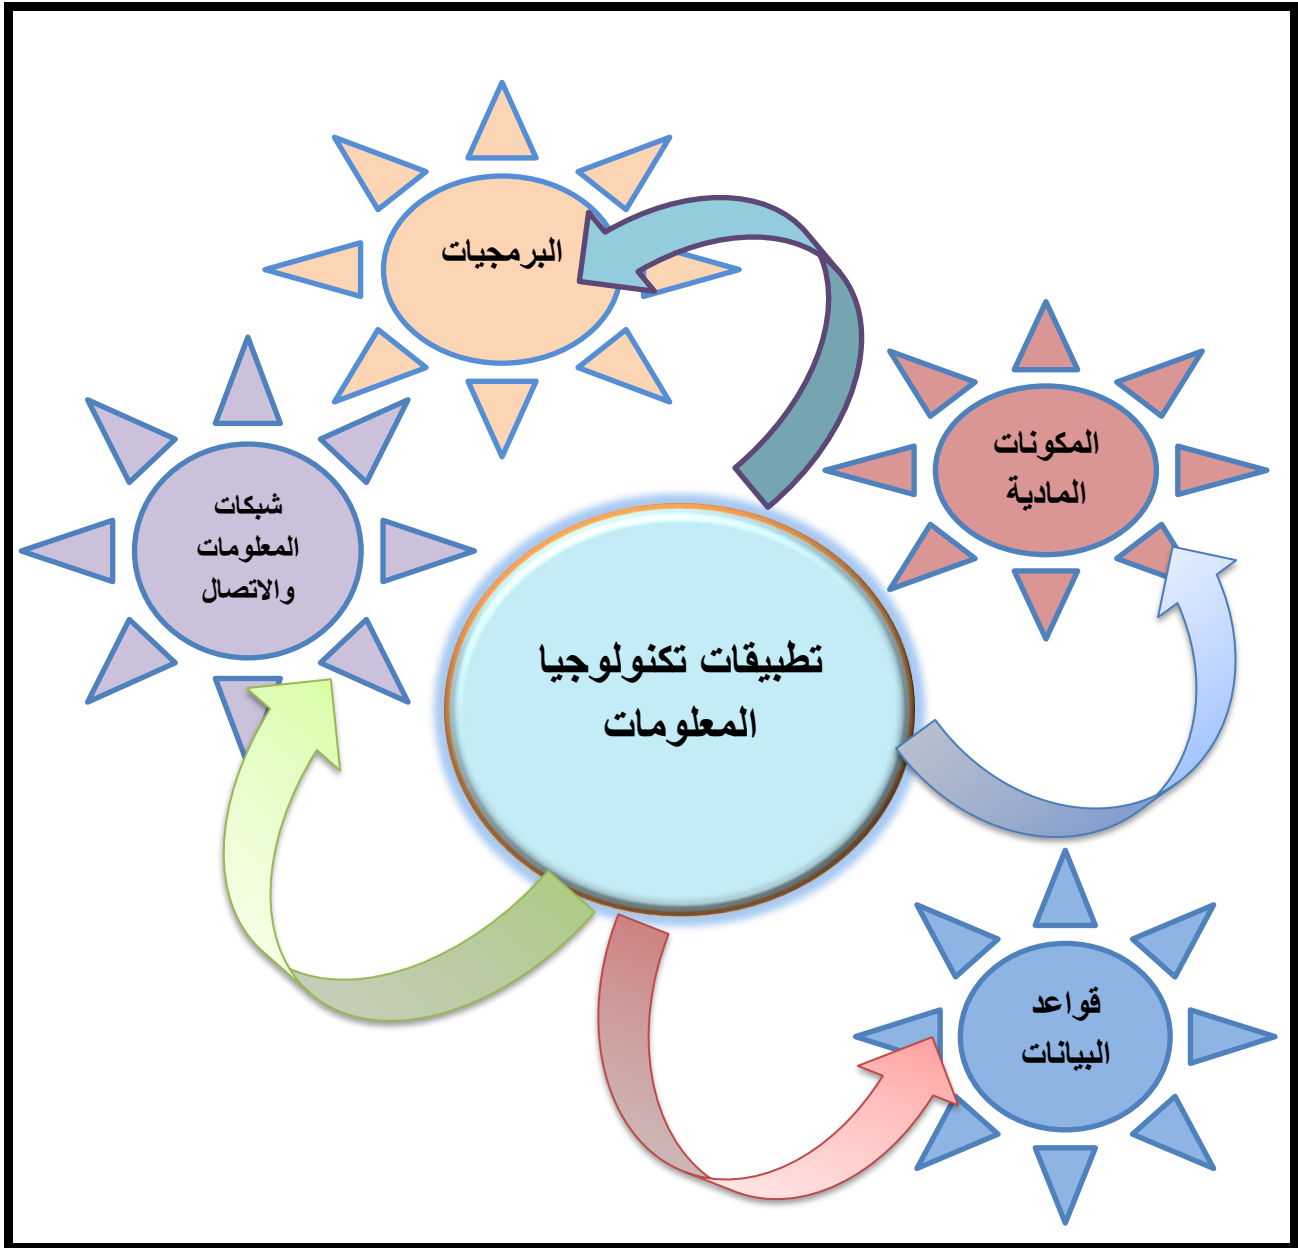 البرمجيات
المكونات
المادية
شبكات
المعلومات
والاتصال
تطبيقات تكنولوجيا
المعلومات
قواعد
البيانات